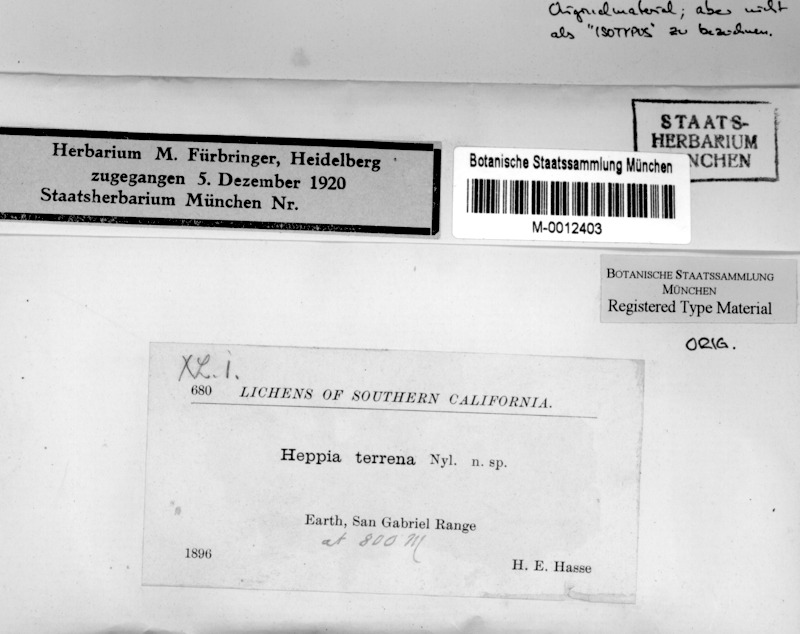 Originalmaterial; aber nicht
als "ISOTYPUS" zu bezeichnen.
STAATS-
HERBARIUM
NCHEN
Herbarium M. Fürbringer, Heidelberg
zugegangen 5. Dezember 1920
Staatsherbarium München Nr.
Botanische Staatssammlung München
M-0012403
BOTANISCHE STAATSSAMMLUNG
MÜNCHEN
Registered Type Material
ORIG.
XL. i.
680 LICHENS OF SOUTHERN CALIFORNIA.
Heppia terrena Nyl. n. sp.
Earth, San Gabriel Range
at 800 M
1896 H. E. Hasse